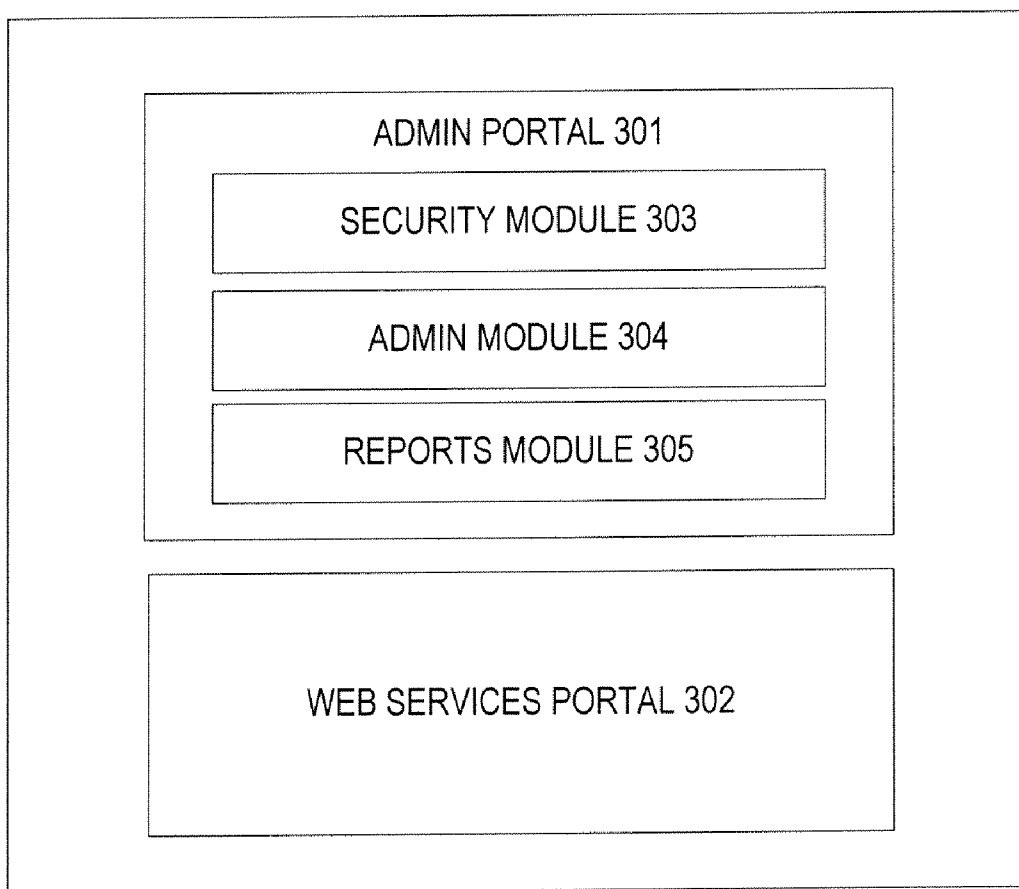 ADMIN PORTAL 301
SECURITY MODULE 303
ADMIN MODULE 304
REPORTS MODULE 305
WEB SERVICES PORTAL 302